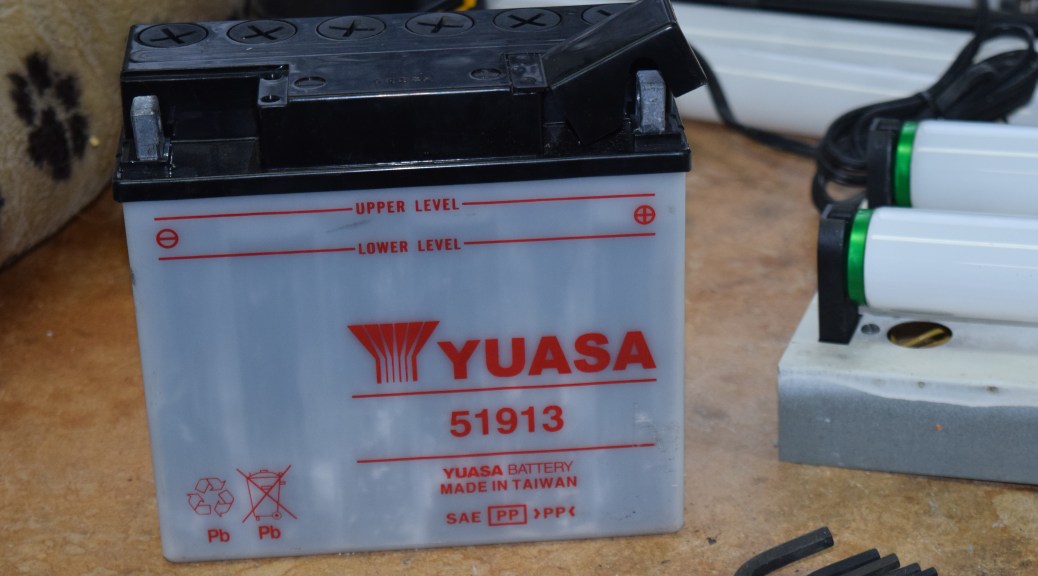 UPPER LEVEL
LOWER LEVEL
YUASA
51913
YUASA BATTERY
MADE IN TAIWAN
SAE PP >PP<
Pb Pb